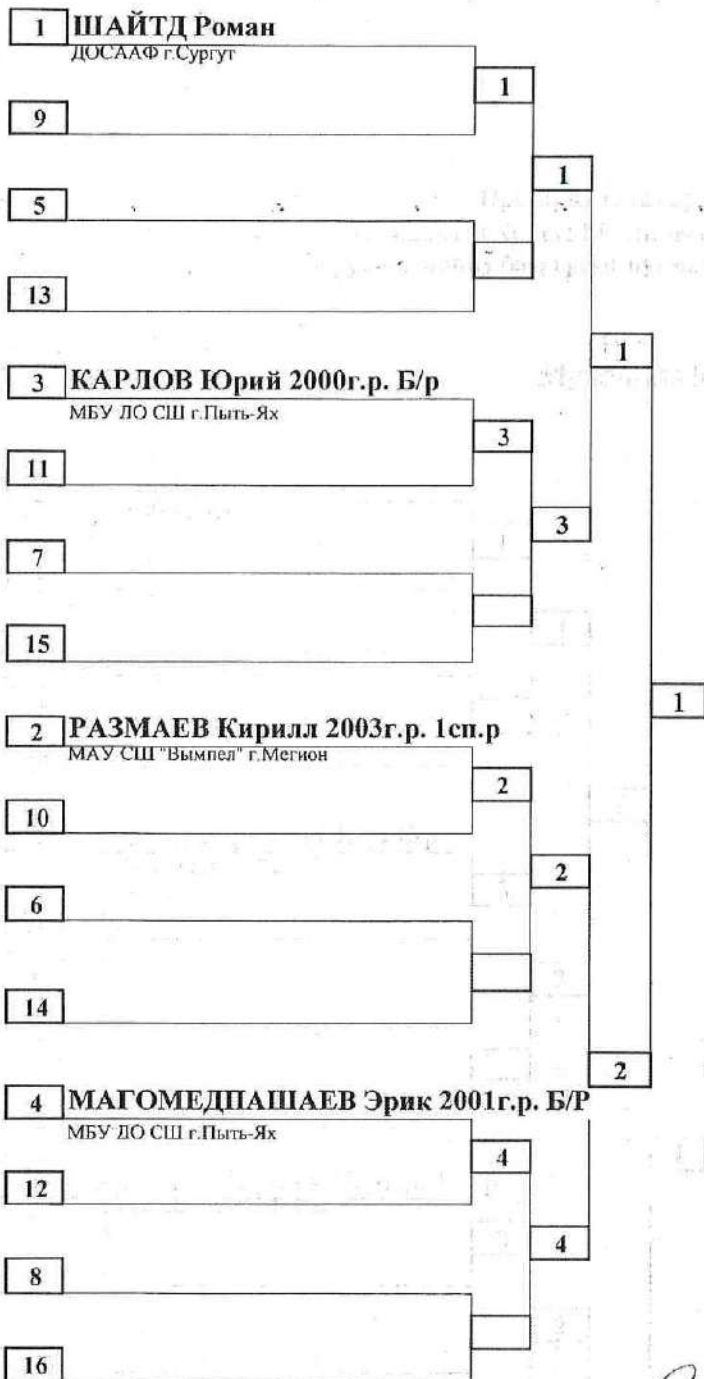 1 ШАЙТД Роман
ДОСААФ г.Сургут
1
9
1
5
13
1
3 КАРЛОВ Юрий 2000г.р. Б/р
МБУ ДО СШ г.Пыть-Ях
3
11
3
7
15
1
2 РАЗМАЕВ Кирилл 2003г.р. 1сп.р
МАУ СШ "Вымпел" г.Мегион
2
10
2
6
14
2
4 МАГОМЕДПАШАЕВ Эрик 2001г.р. Б/Р
МБУ ДО СШ г.Пыть-Ях
4
12
4
8
16